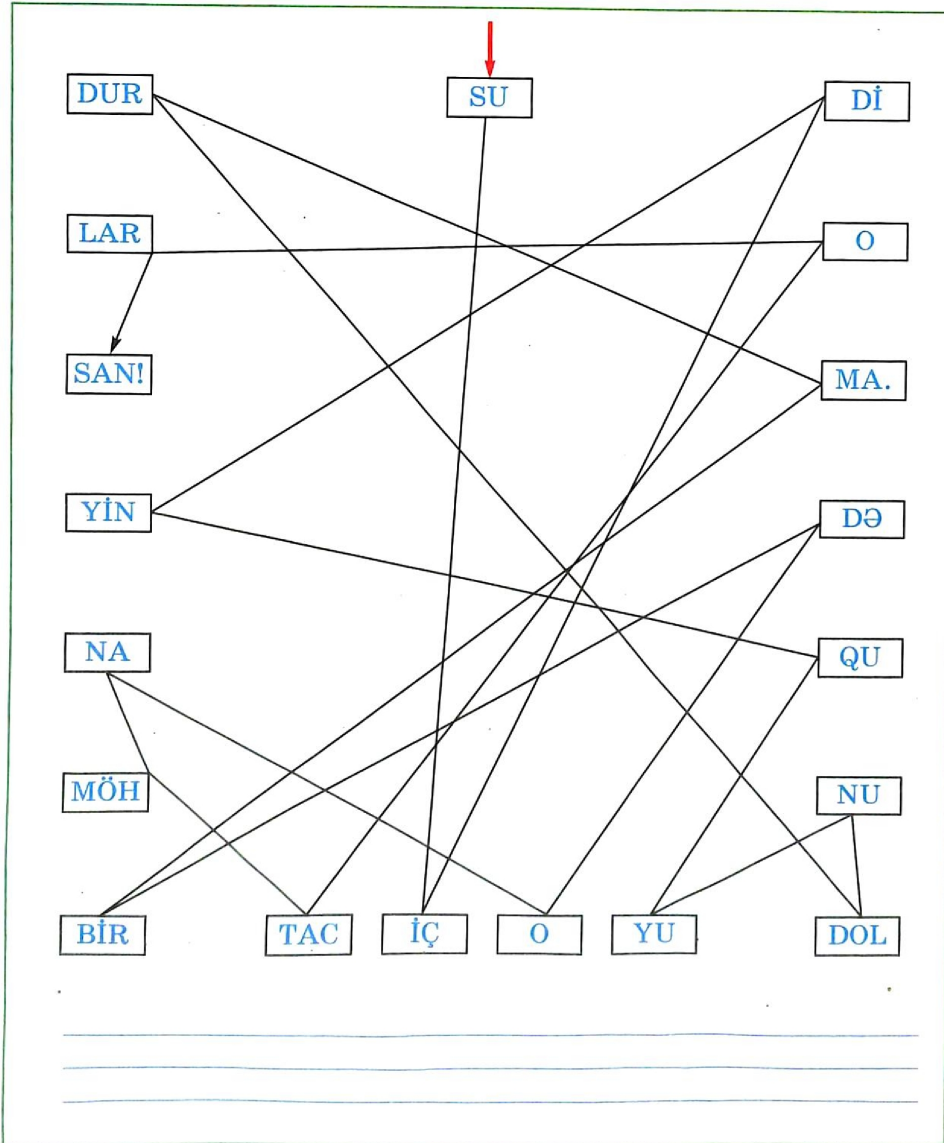 DUR SU Dİ
LAR O
SAN! MA.
YİN DƏ
NA QU
MÖH NU
BİR TAC İÇ O YU DOL